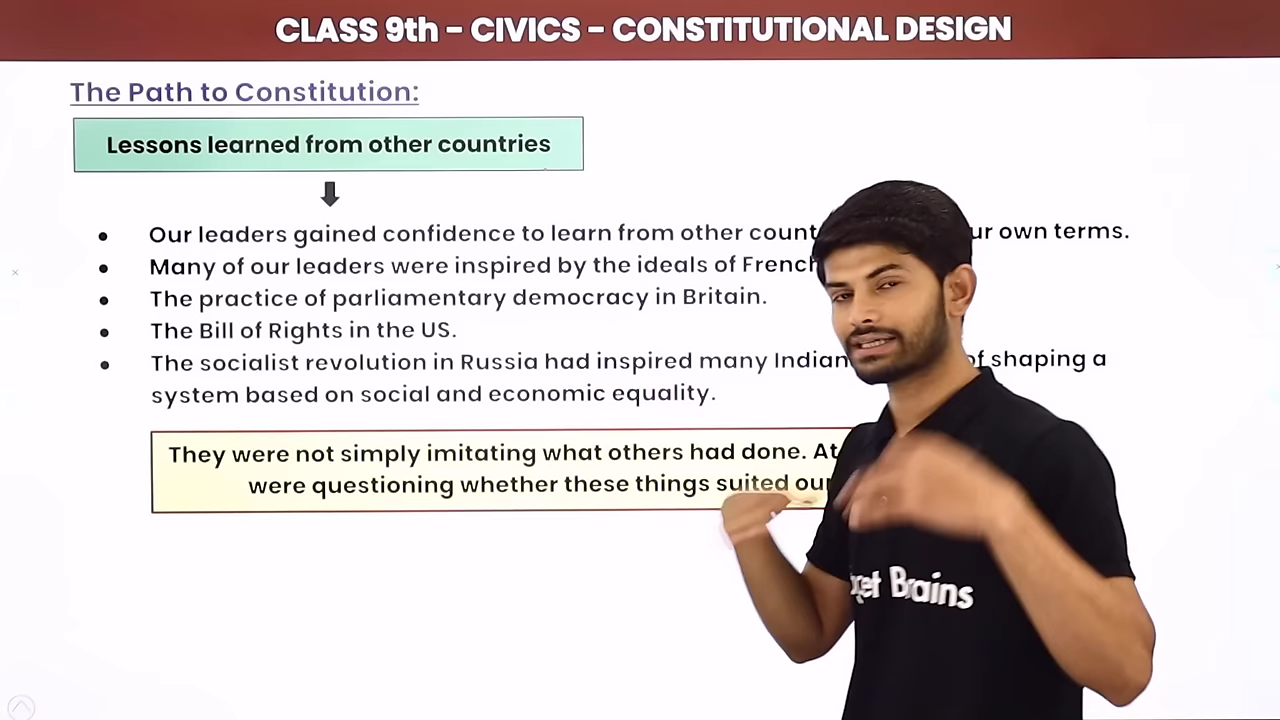 CLASS 9th - CIVICS - CONSTITUTIONAL DESIGN
The Path to Constitution:
Lessons learned from other countries
• Our leaders gained confidence to learn from other own terms.
• Many of our leaders were inspired by the ideals of French
• The practice of parliamentary democracy in Britain.
• The Bill of Rights in the US.
• The socialist revolution in Russia had inspired many Indian of shaping a
system based on social and economic equality.
They were not simply imitating what others had done. At
were questioning whether these things suited our
Brains